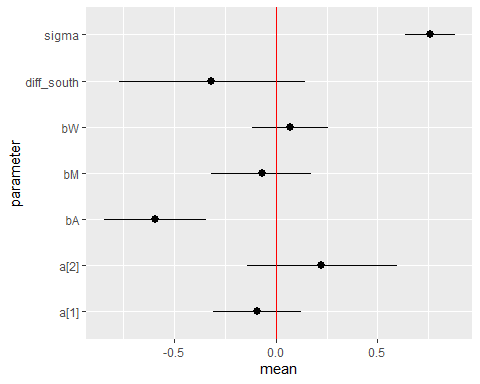 sigma
diff_south
bW
bM
bA
a[2]
a[1]
parameter
-0.5 0.0 0.5
mean